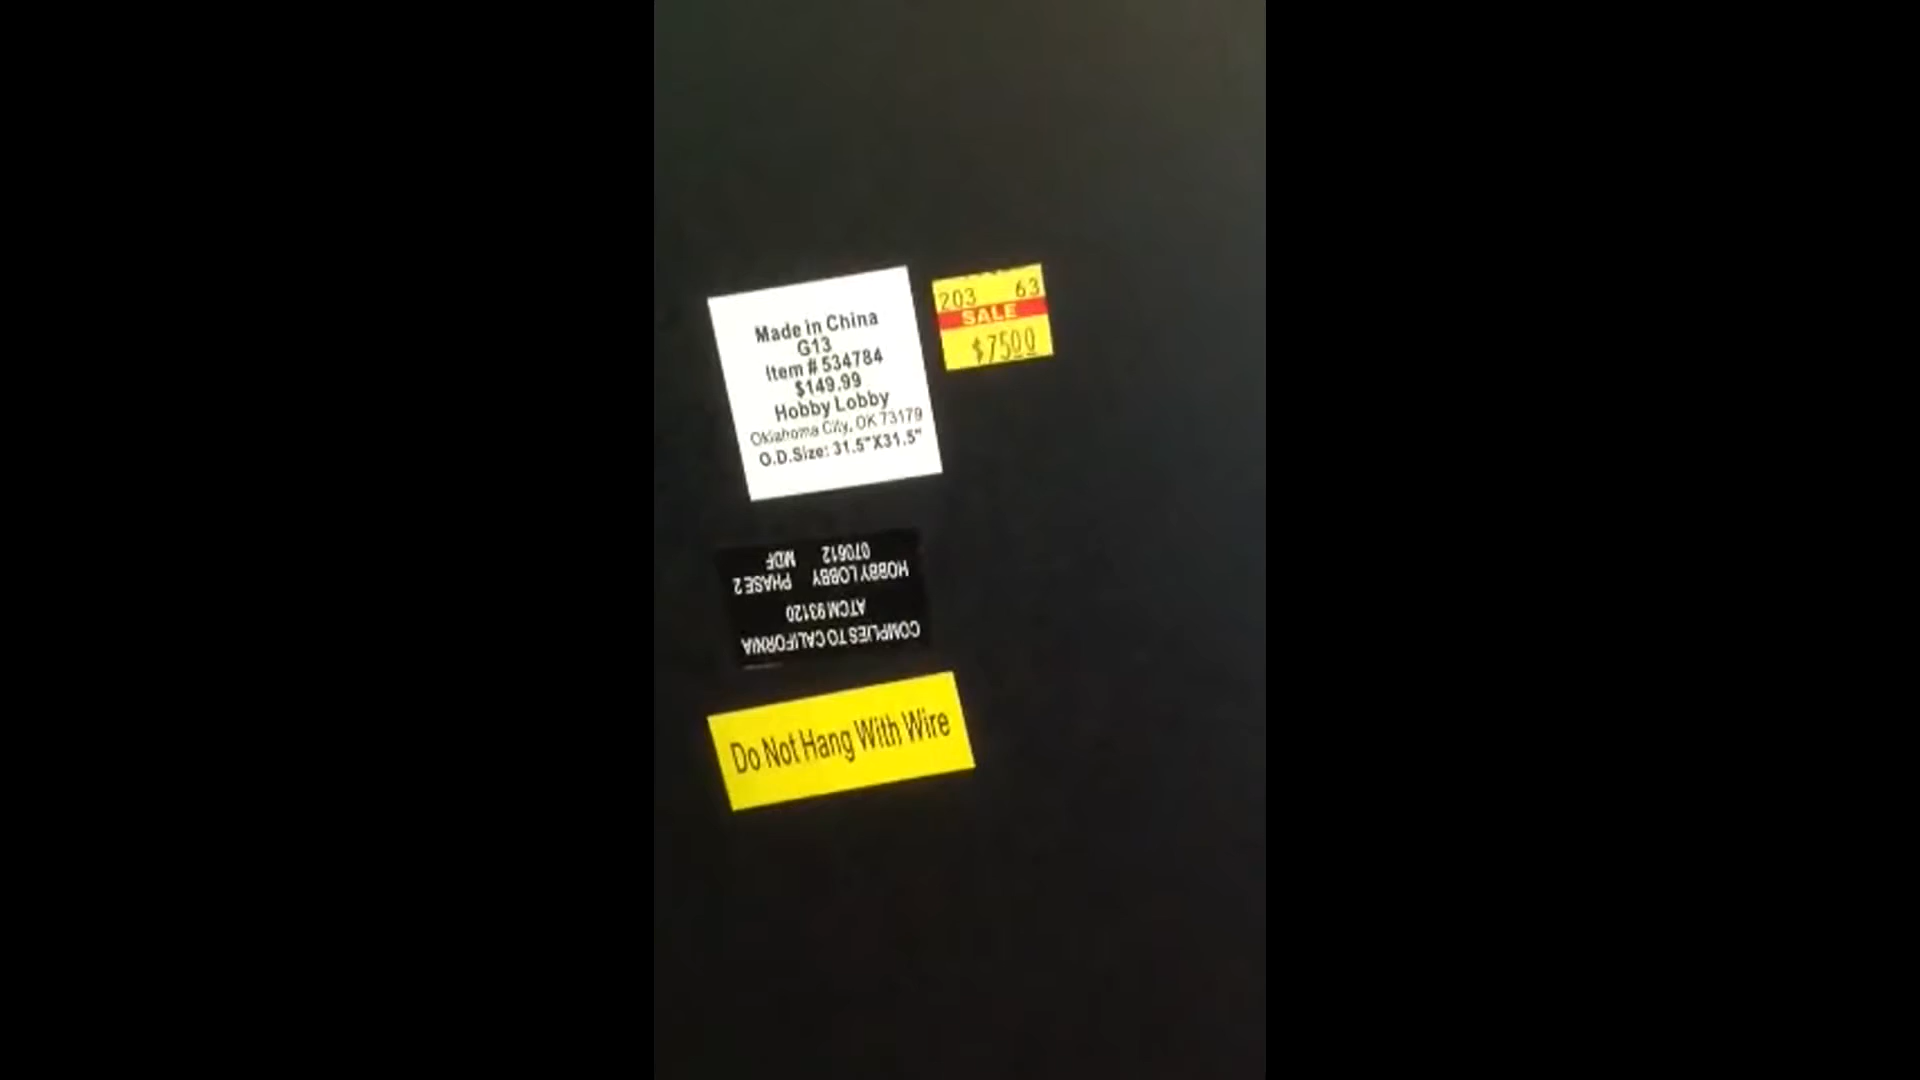 Made in China
G13
Item # 534784
$149.99
Hobby Lobby
Oklahoma City, OK 73179
O.D.Size: 31.5"X31.5"
203 63
SALE
$7500
COMPLIES TO CALIFORNIA
ATCM 93120
HOBBY LOBBY PHASE 2
070612 MDF
Do Not Hang With Wire